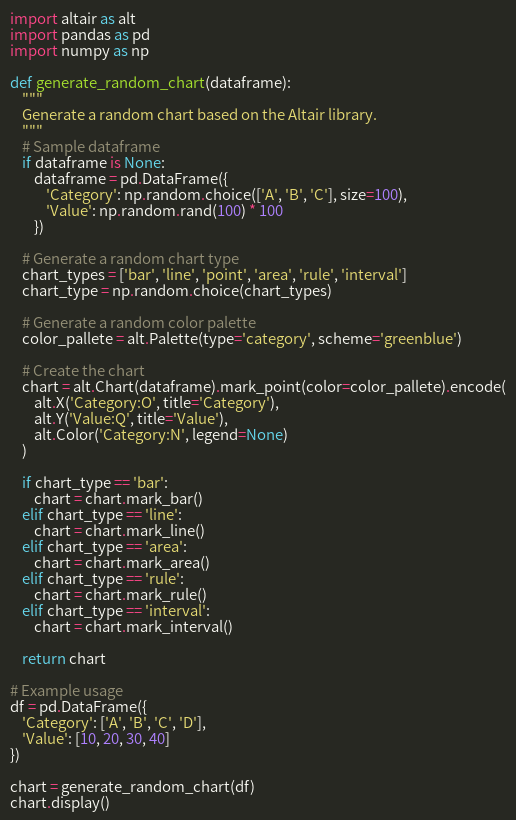 import altair as alt
import pandas as pd
import numpy as np

def generate_random_chart(dataframe):
    """
    Generate a random chart based on the Altair library.
    """
    # Sample dataframe
    if dataframe is None:
        dataframe = pd.DataFrame({
            'Category': np.random.choice(['A', 'B', 'C'], size=100),
            'Value': np.random.rand(100) * 100
        })

    # Generate a random chart type
    chart_types = ['bar', 'line', 'point', 'area', 'rule', 'interval']
    chart_type = np.random.choice(chart_types)

    # Generate a random color palette
    color_pallete = alt.Palette(type='category', scheme='greenblue')

    # Create the chart
    chart = alt.Chart(dataframe).mark_point(color=color_pallete).encode(
        alt.X('Category:O', title='Category'),
        alt.Y('Value:Q', title='Value'),
        alt.Color('Category:N', legend=None)
    )

    if chart_type == 'bar':
        chart = chart.mark_bar()
    elif chart_type == 'line':
        chart = chart.mark_line()
    elif chart_type == 'area':
        chart = chart.mark_area()
    elif chart_type == 'rule':
        chart = chart.mark_rule()
    elif chart_type == 'interval':
        chart = chart.mark_interval()

    return chart

# Example usage
df = pd.DataFrame({
    'Category': ['A', 'B', 'C', 'D'],
    'Value': [10, 20, 30, 40]
})

chart = generate_random_chart(df)
chart.display()